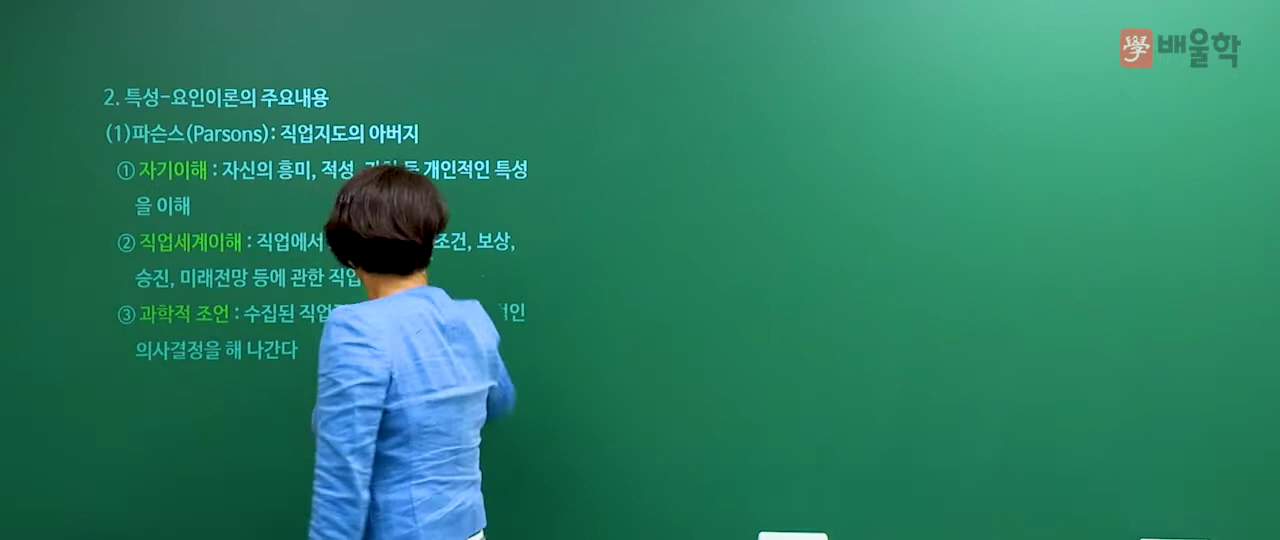 學 배울학
2. 특성-요인이론의 주요내용
(1)파슨스(Parsons): 직업지도의 아버지
① 자기이해 : 자신의 흥미, 적성 개인적인 특성
을 이해
② 직업세계이해 : 직업에서 조건, 보상,
승진, 미래전망 등에 관한 직업
③ 과학적 조언 : 수집된 직업
의사결정을 해 나간다